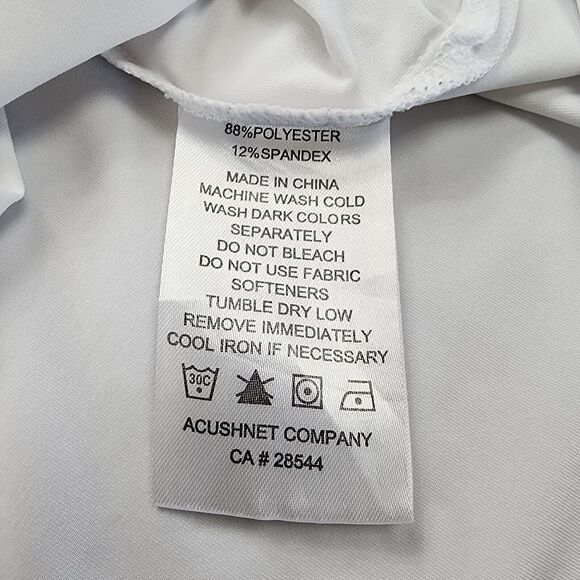 88%POLYESTER
12%SPANDEX
MADE IN CHINA
MACHINE WASH COLD
WASH DARK COLORS
SEPARATELY
DO NOT BLEACH
DO NOT USE FABRIC
SOFTENERS
TUMBLE DRY LOW
REMOVE IMMEDIATELY
COOL IRON IF NECESSARY
30C
ACUSHNET COMPANY
CA # 28544